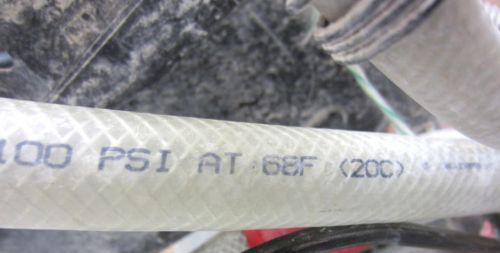 100 PSI AT 68F (20C)